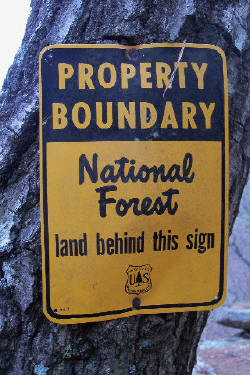 PROPERTY
BOUNDARY
National
Forest
land behind this sign
U S